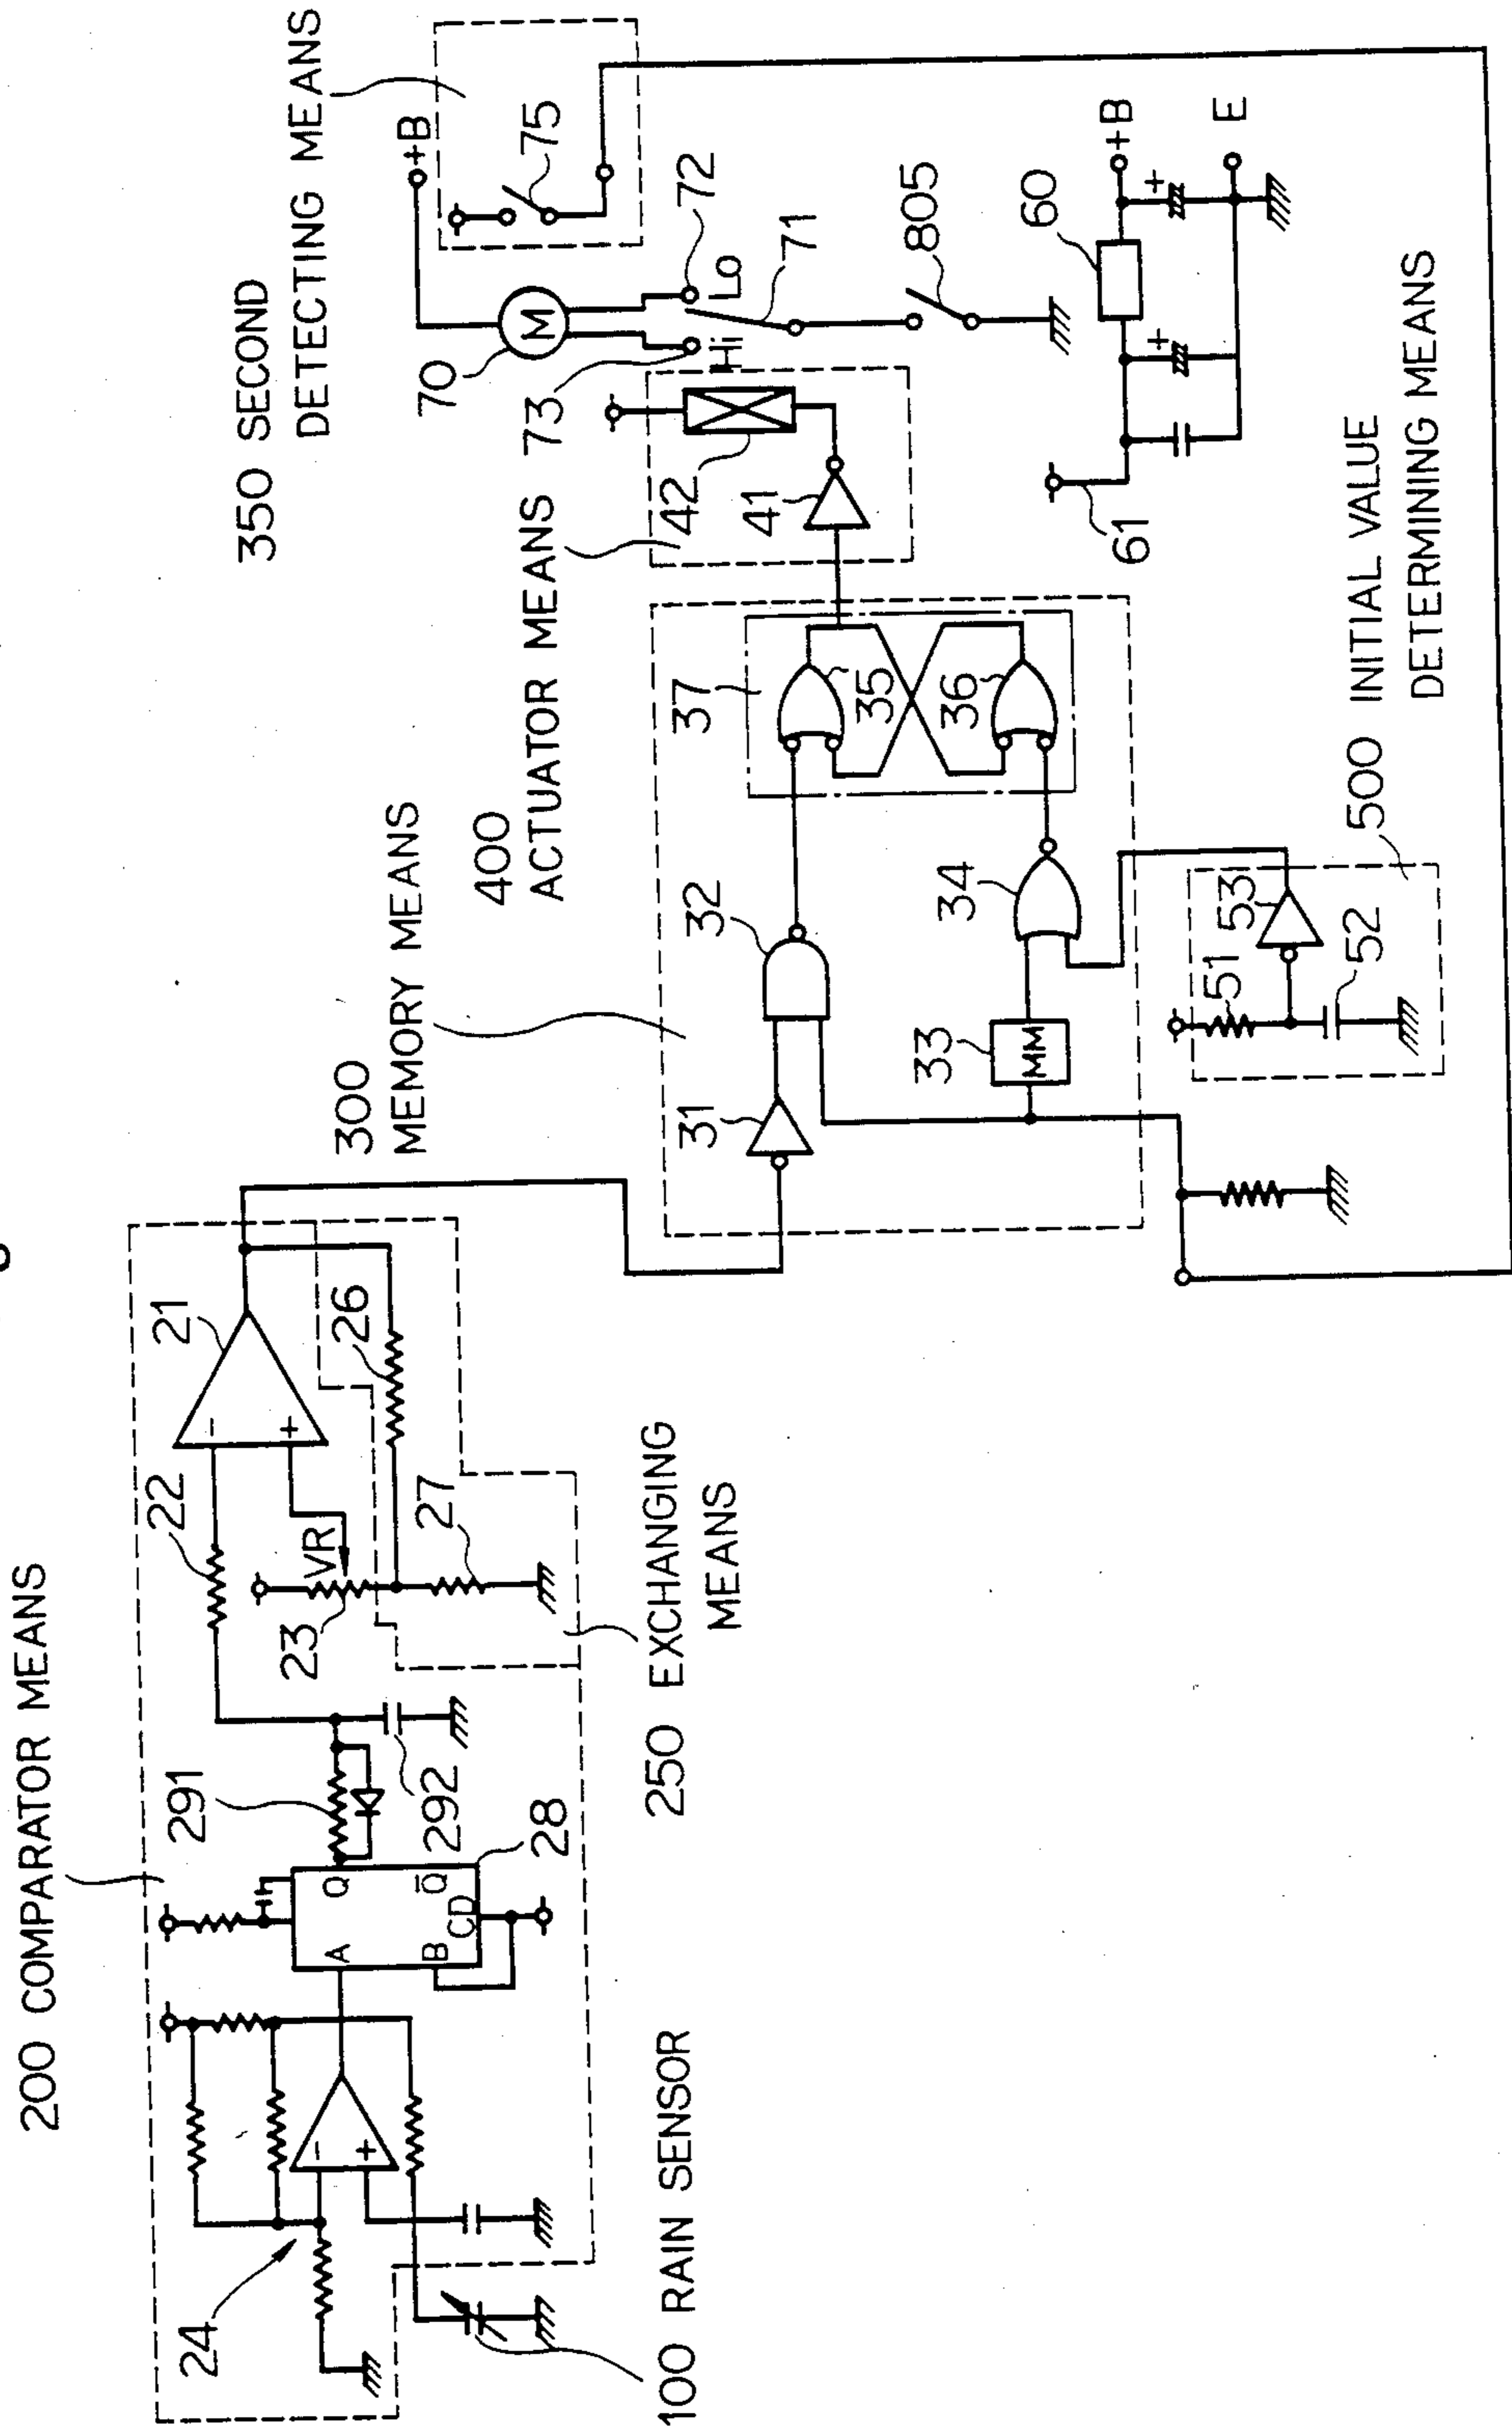 200 COMPARATOR MEANS
24
100 RAIN SENSOR
-
+
A
B
CD
Q
Q̅
28
291
292
22
VR
23
21
-
+
26
27
250 EXCHANGING
MEANS
300
MEMORY MEANS
31
32
33
MM
34
35
36
37
400
ACTUATOR MEANS
41
42
350 SECOND
DETECTING MEANS
70
M
+B
75
73
Hi
72
Lo
71
805
60
61
+
+
+B
E
51
52
53
500 INITIAL VALUE
DETERMINING MEANS